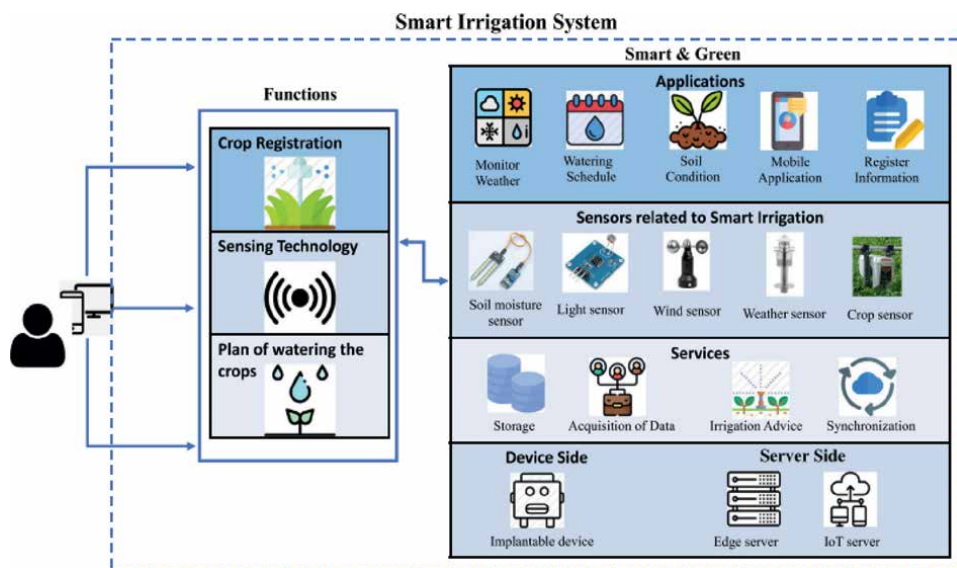 Smart Irrigation System
Smart & Green
Functions
Applications
Crop Registration
Monitor
Weather
Watering
Schedule
Soil
Condition
Mobile
Application
Register
Information
Sensing Technology
Sensors related to Smart Irrigation
Soil moisture
sensor
Light sensor
Wind sensor
Weather sensor
Crop sensor
Plan of watering the
crops
Services
Storage
Acquisition of Data
Irrigation Advice
Synchronization
Device Side
Server Side
Implantable device
Edge server
IoT server